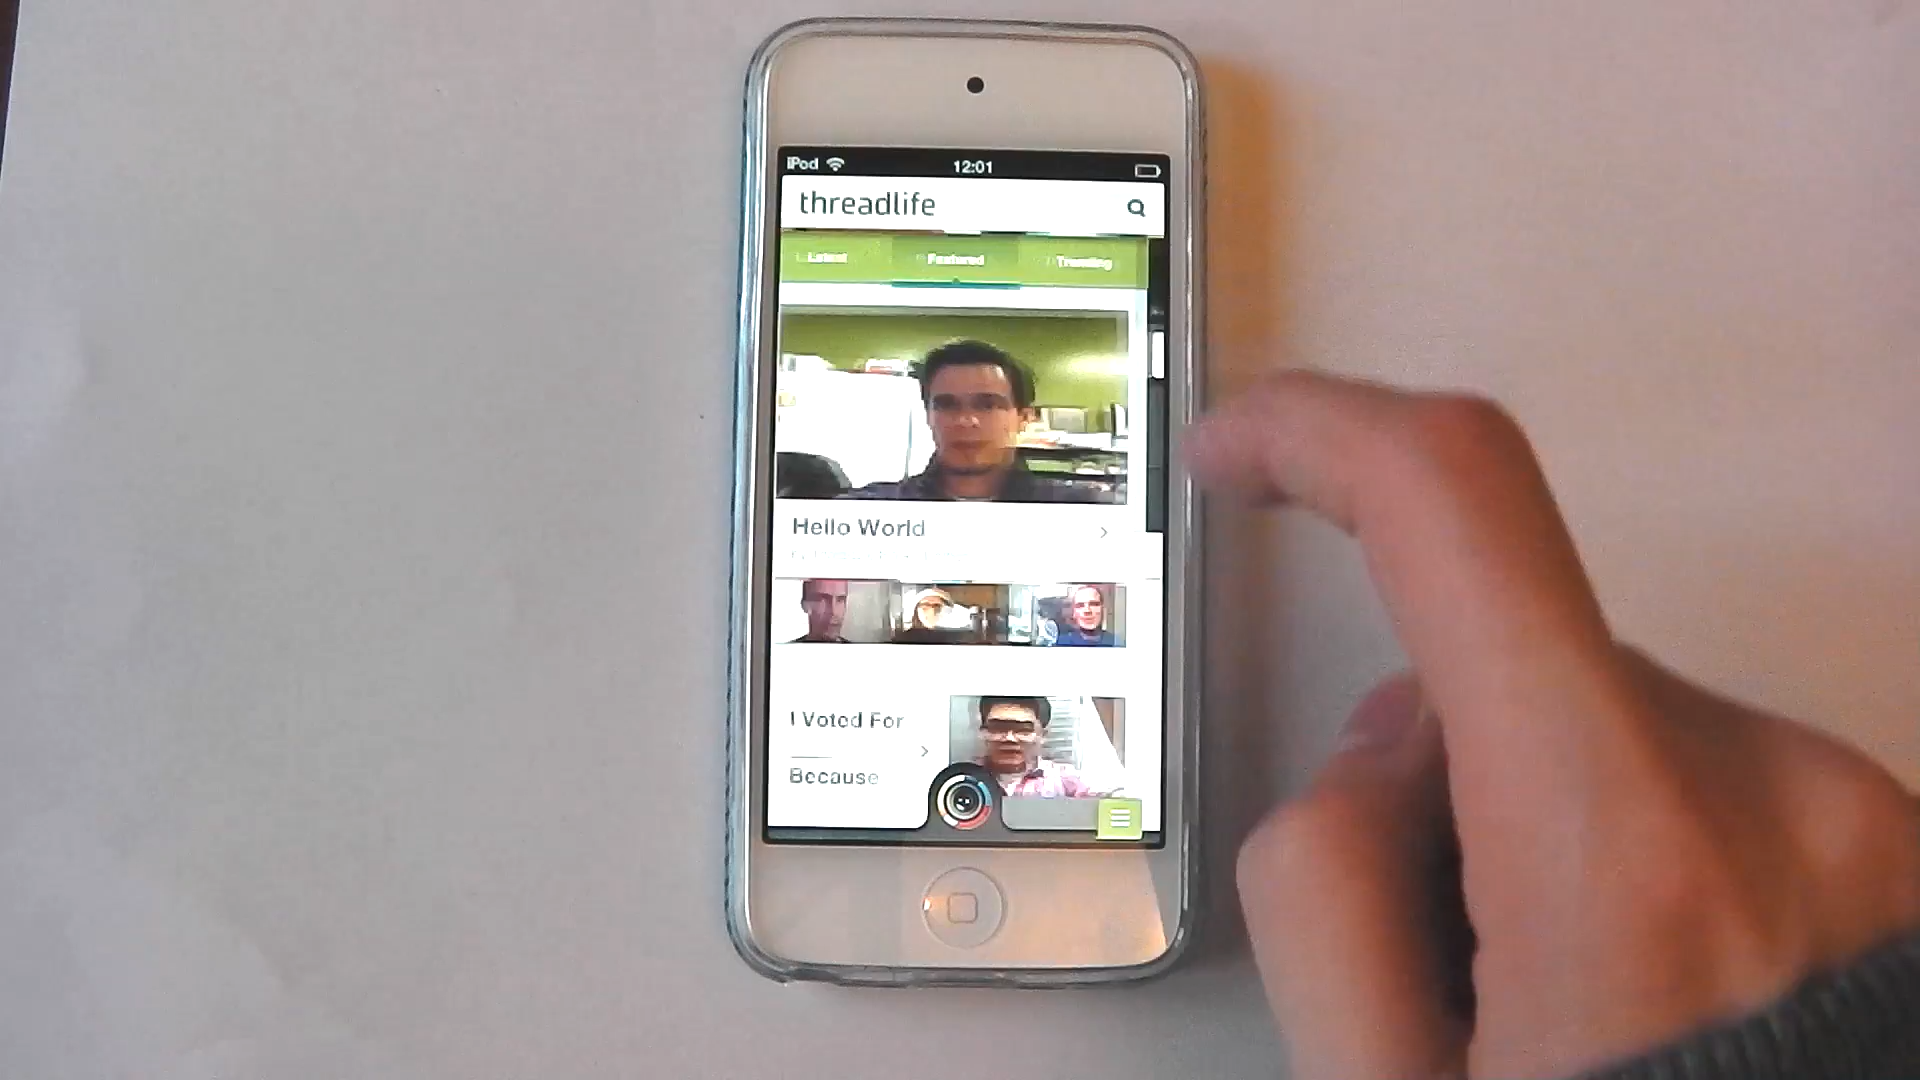 iPod 12:01
threadlife
Latest Featured Trending
Hello World
I Voted For
Because